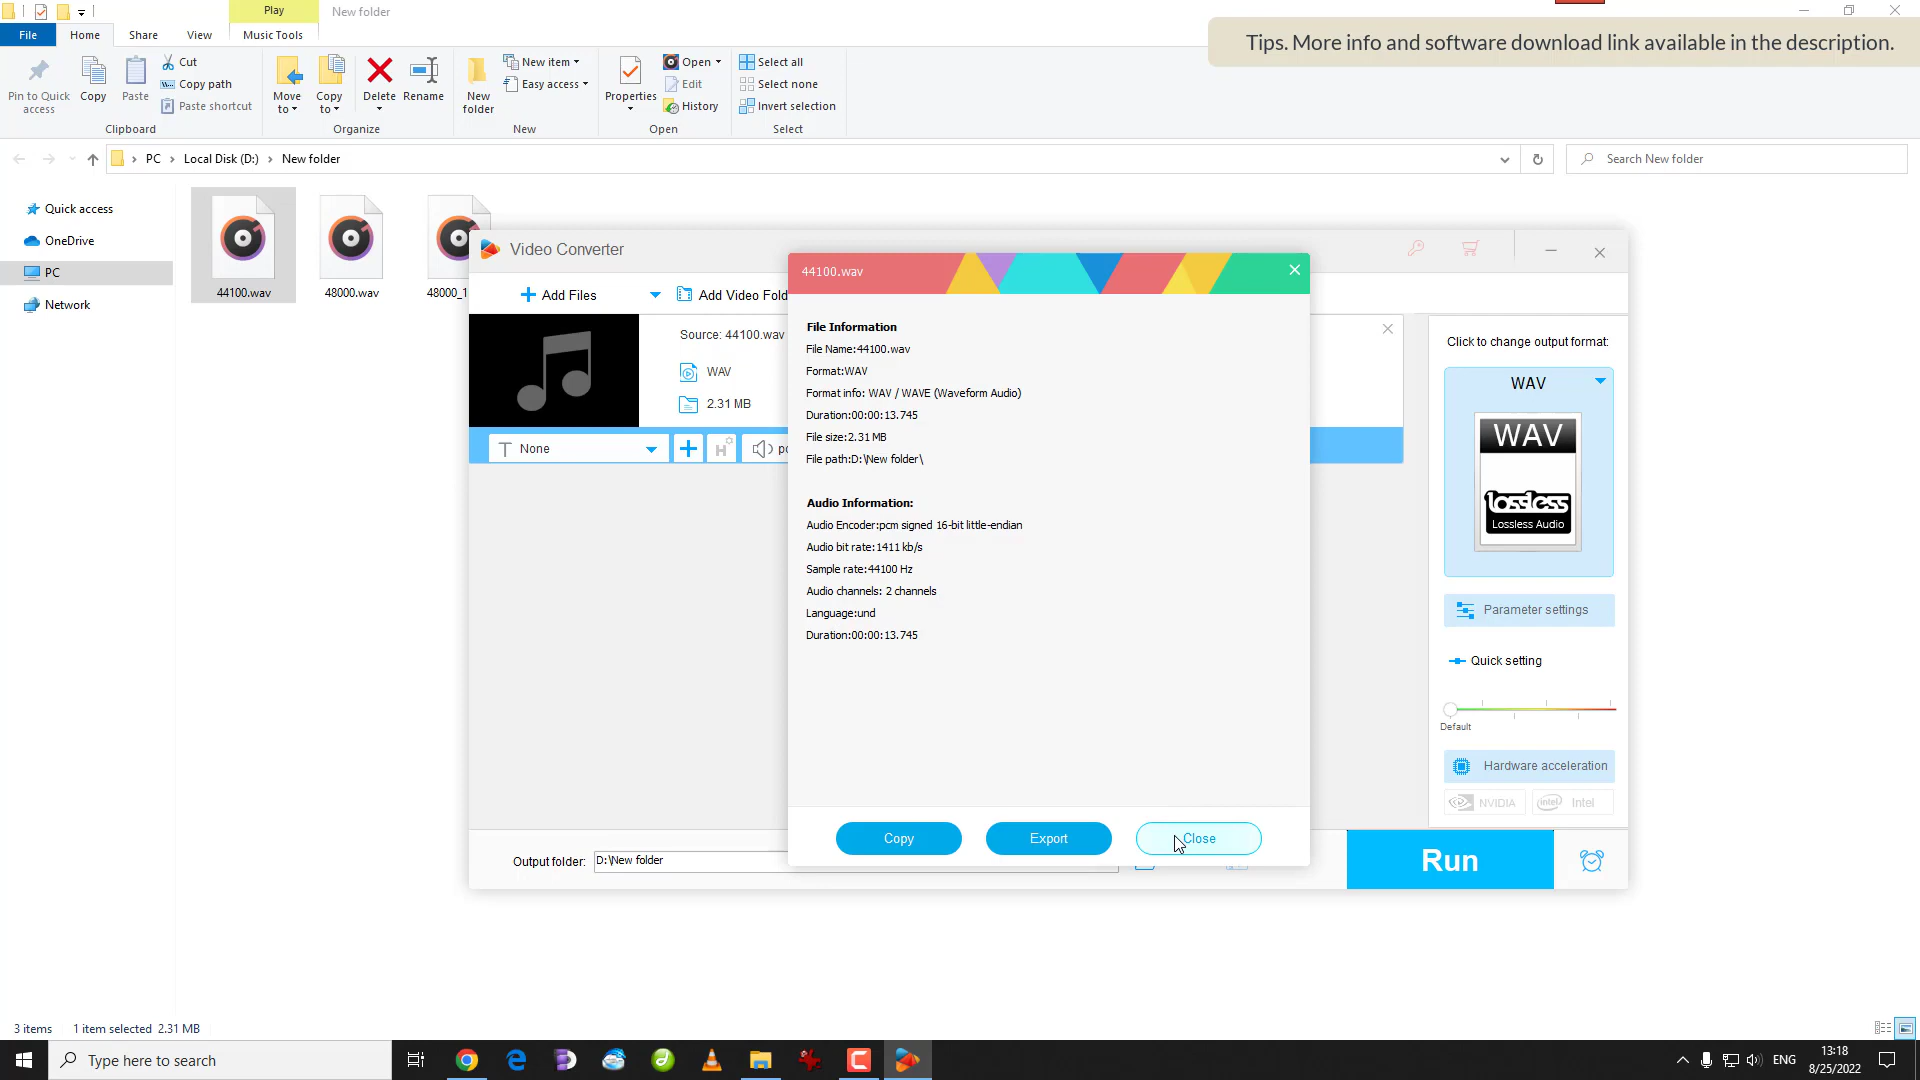 Play
New folder
Tips. More info and software download link available in the description.
File
Home
Share
View
Music Tools
Pin to Quick access
Copy
Paste
Cut
Copy path
Paste shortcut
Clipboard
Move to
Copy to
Delete
Rename
Organize
New folder
New item
Easy access
New
Properties
Open
Edit
History
Open
Select all
Select none
Invert selection
Select
PC
Local Disk (D:)
New folder
Search New folder
Quick access
OneDrive
PC
Network
44100.wav
48000.wav
48000_1
Video Converter
Add Files
Add Video Fold
Source: 44100.wav
WAV
2.31 MB
None
44100.wav
File Information
File Name:44100.wav
Format:WAV
Format info: WAV / WAVE (Waveform Audio)
Duration:00:00:13.745
File size:2.31 MB
File path:D:\New folder\
Audio Information:
Audio Encoder:pcm signed 16-bit little-endian
Audio bit rate:1411 kb/s
Sample rate:44100 Hz
Audio channels: 2 channels
Language:und
Duration:00:00:13.745
Copy
Export
Close
Click to change output format:
WAV
WAV
lossless
Lossless Audio
Parameter settings
Quick setting
Default
Hardware acceleration
NVIDIA
intel
Intel
Output folder:
D:\New folder
Run
3 items
1 item selected
2.31 MB
Type here to search
ENG
13:18
8/25/2022